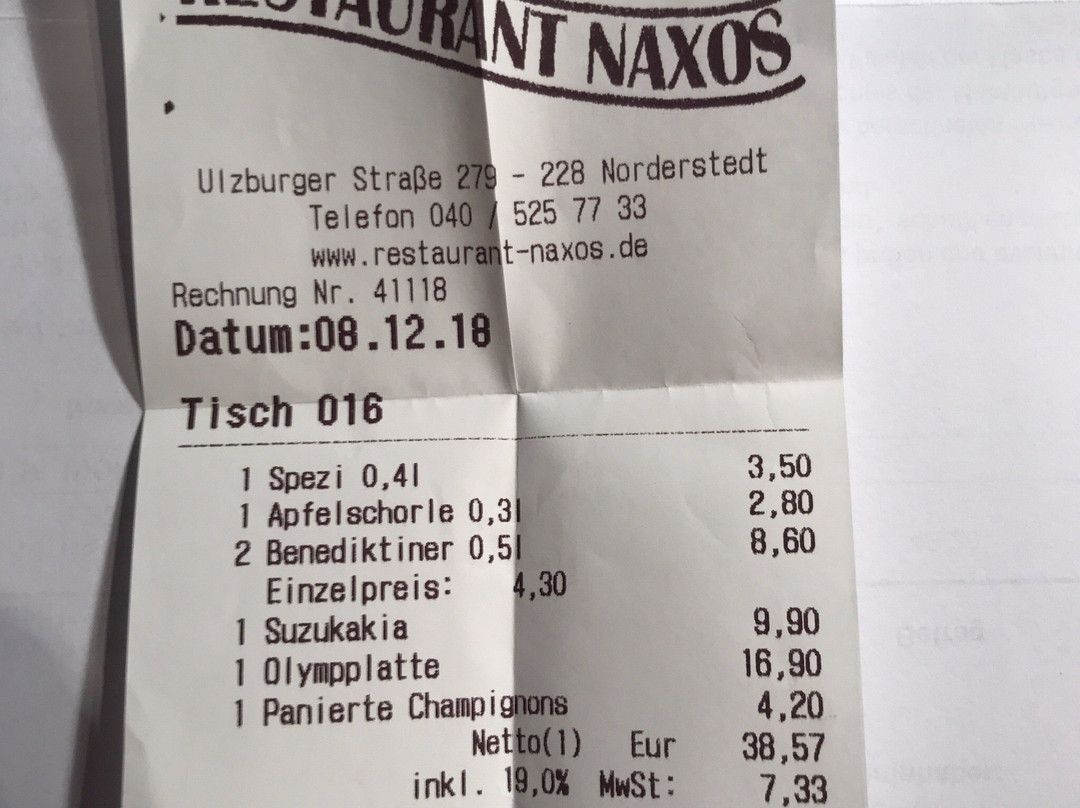 RESTAURANT NAXOS
Ulzburger Straße 279 - 228 Norderstedt
Telefon 040 / 525 77 33
www.restaurant-naxos.de
Rechnung Nr. 41118
Datum:08.12.18
Tisch 016
1 Spezi 0,4l 3,50
1 Apfelschorle 0,3l 2,80
2 Benediktiner 0,5l 8,60
Einzelpreis: 4,30
1 Suzukakia 9,90
1 Olympplatte 16,90
1 Panierte Champignons 4,20
Netto(1) Eur 38,57
inkl. 19,0% MwSt: 7,33